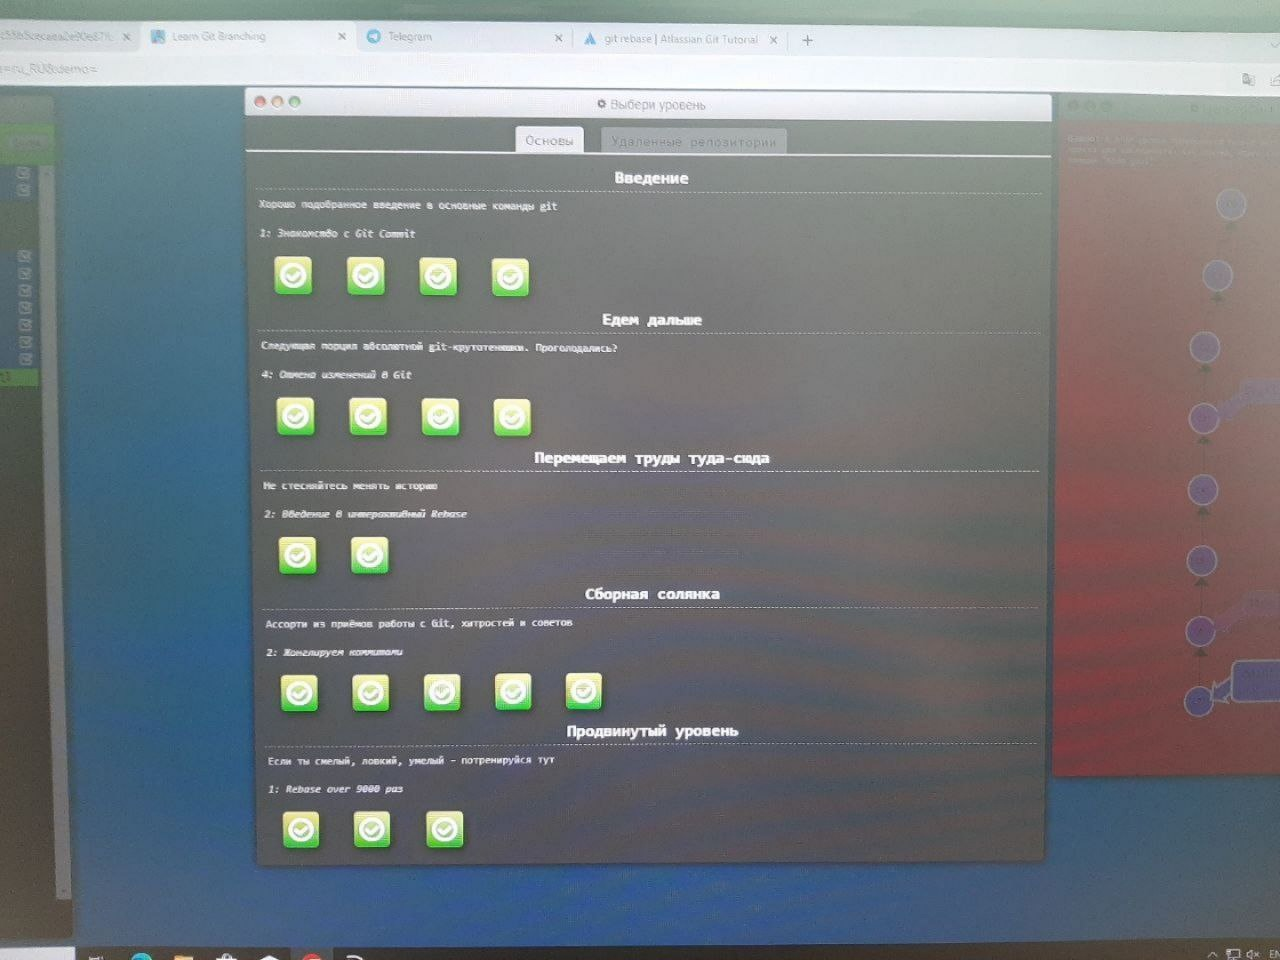 Learn Git Branching
Telegram
git rebase | Atlassian Git Tutorial
=ru_RU&demo=
Выбери уровень
Основы
Удаленные репозитории
Введение
Хорошо подобранное введение в основные команды git
1: Знакомство с Git Commit
Едем дальше
Следующая порция абсолютной git-крутотенюшки. Проголодались?
4: Отмена изменений в Git
Перемещаем труды туда-сюда
Не стесняйтесь менять историю
2: Введение в интерактивный Rebase
Сборная солянка
Ассорти из приёмов работы с Git, хитростей и советов
2: Жонглируем коммитами
Продвинутый уровень
Если ты смелый, ловкий, умелый - потренируйся тут
1: Rebase over 9000 раз